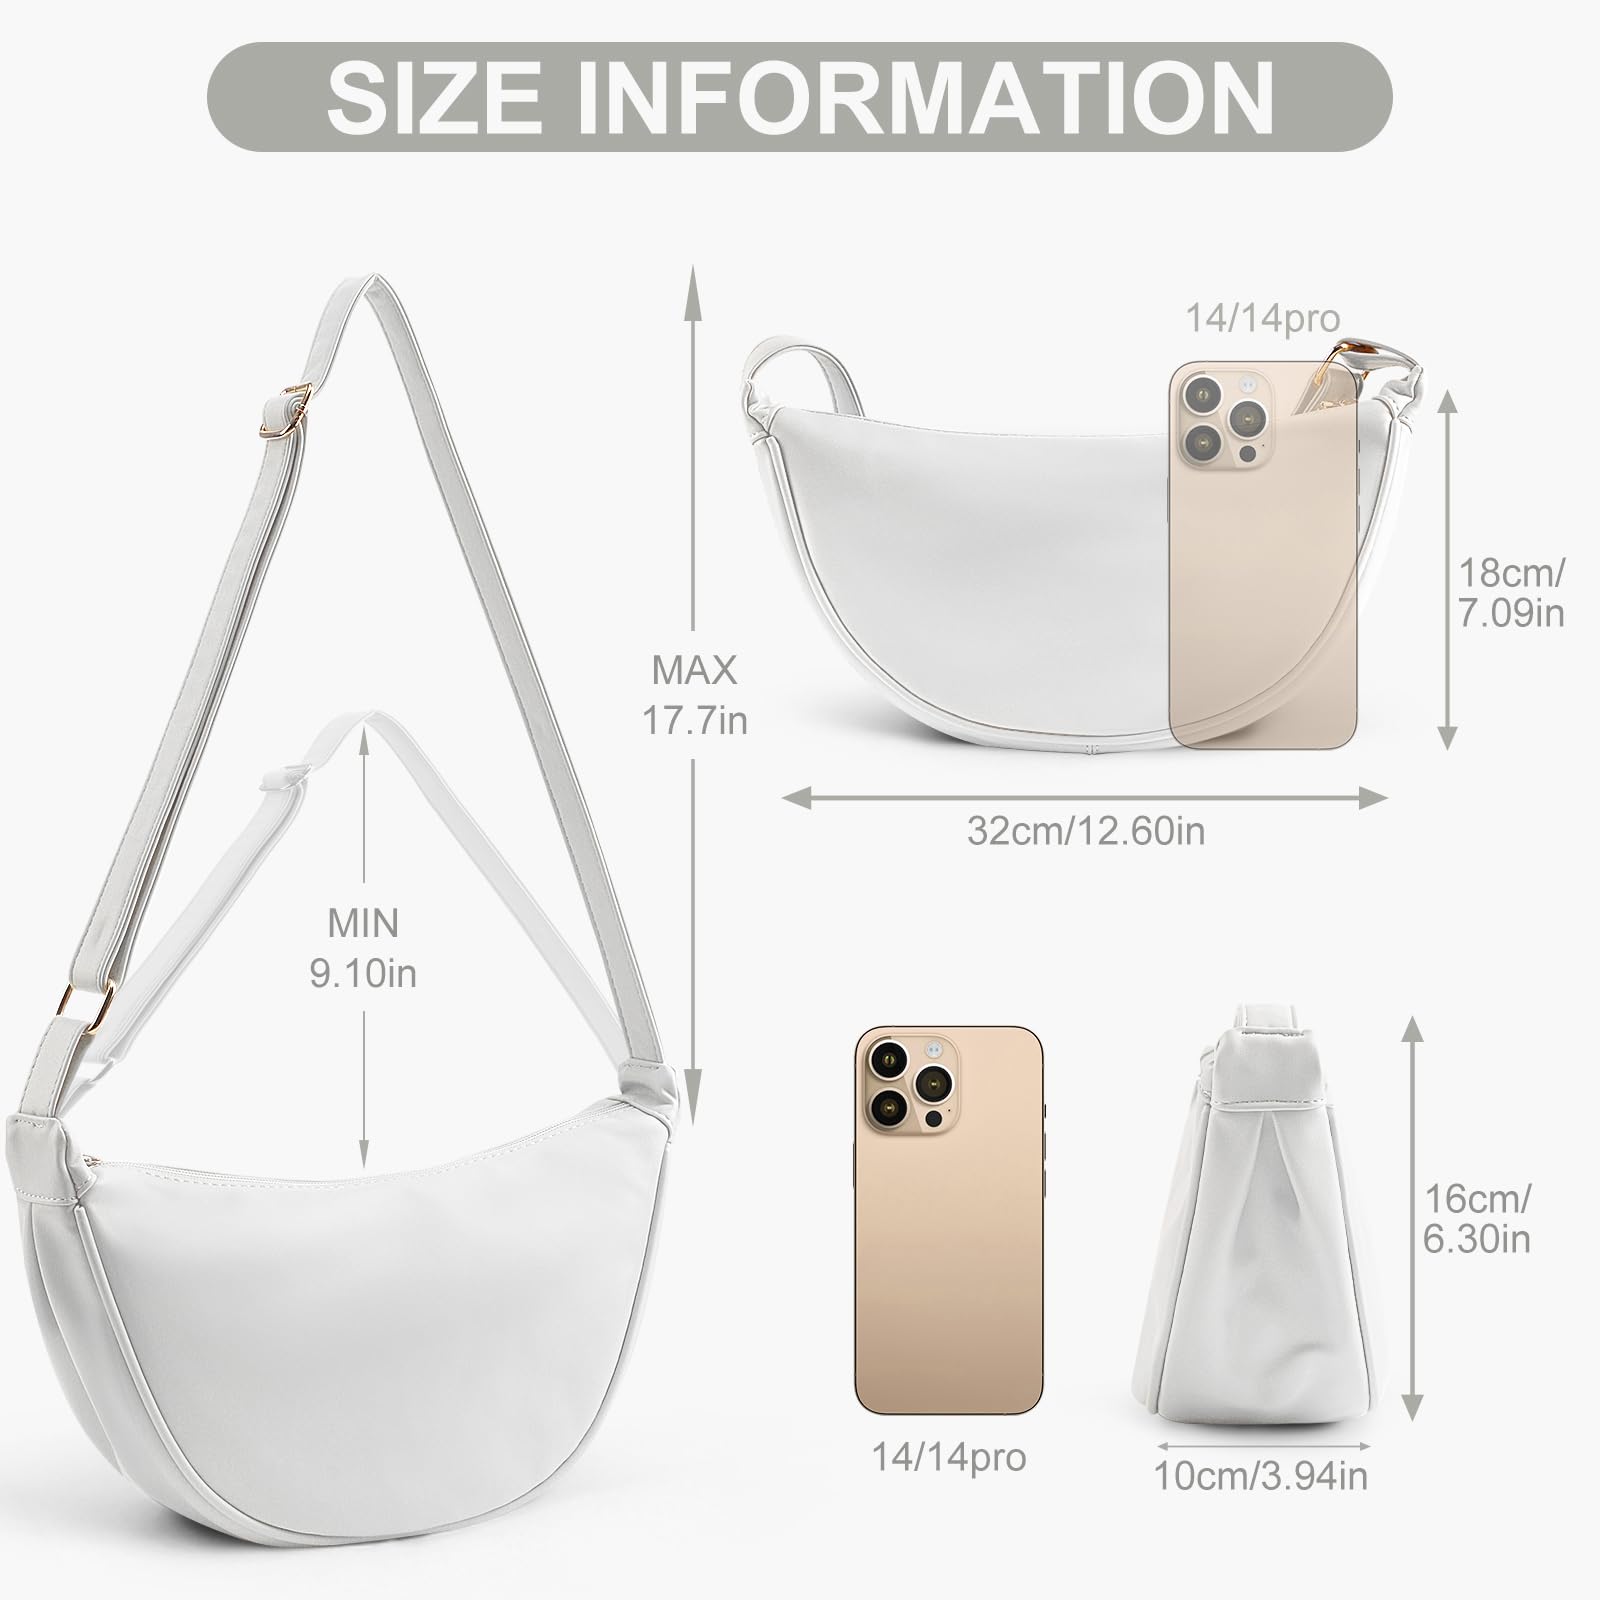 SIZE INFORMATION
14/14pro
18cm/
7.09in
MAX
17.7in
32cm/12.60in
MIN
9.10in
16cm/
6.30in
14/14pro
10cm/3.94in